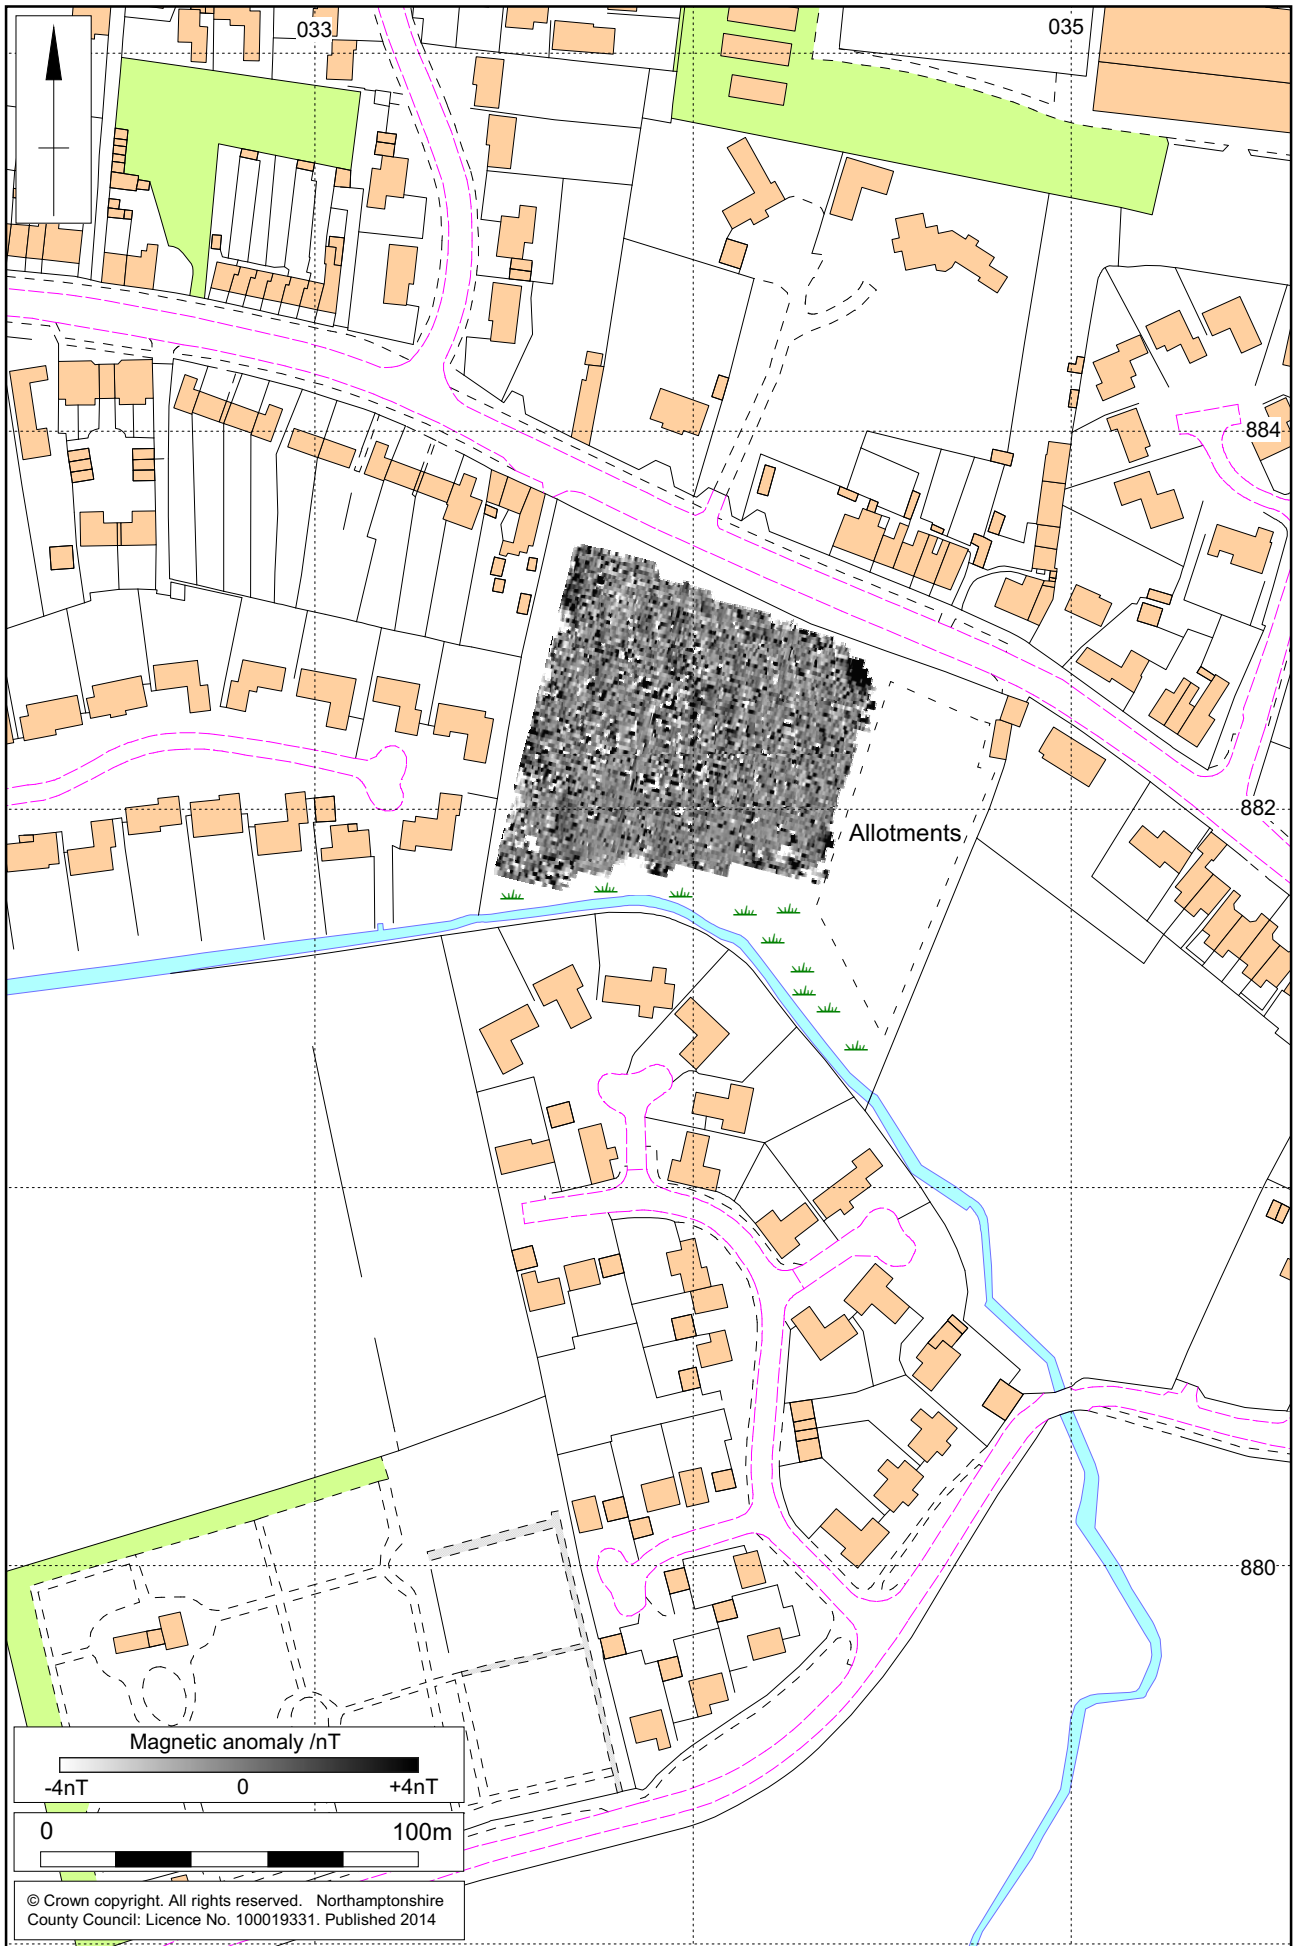 033
035
884
882
Allotments
880
Magnetic anomaly /nT
-4nT 0 +4nT
0 100m
© Crown copyright. All rights reserved. Northamptonshire
County Council: Licence No. 100019331. Published 2014